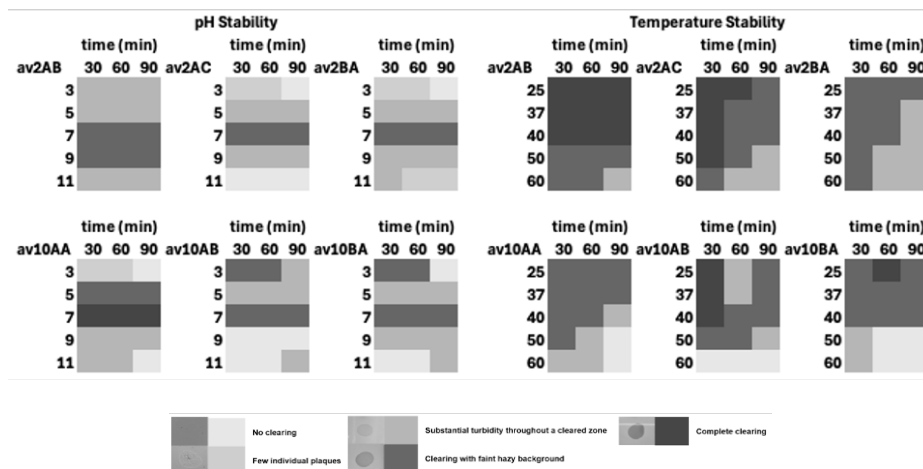 pH Stability
Temperature Stability
time (min) time (min) time (min) time (min) time (min) time (min)
av2AB 30 60 90 av2AC 30 60 90 av2BA 30 60 90 av2AB 30 60 90 av2AC 30 60 90 av2BA 30 60 90
3 3 3 25 25 25
5 5 5 37 37 37
7 7 7 40 40 40
9 9 9 50 50 50
11 11 11 60 60 60
time (min) time (min) time (min) time (min) time (min) time (min)
av10AA 30 60 90 av10AB 30 60 90 av10BA 30 60 90 av10AA 30 60 90 av10AB 30 60 90 av10BA 30 60 90
3 3 3 25 25 25
5 5 5 37 37 37
7 7 7 40 40 40
9 9 9 50 50 50
11 11 11 60 60 60
No clearing
Substantial turbidity throughout a cleared zone
Complete clearing
Few individual plaques
Clearing with faint hazy background